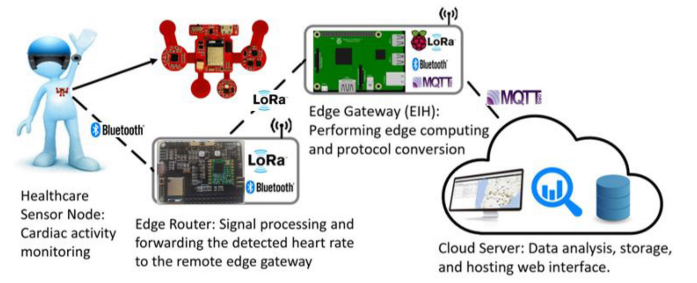 LoRa
Bluetooth
MQTT
Edge Gateway (EIH):
Performing edge computing
and protocol conversion
LoRa
MQTT
Bluetooth
LoRa
Bluetooth
Healthcare
Sensor Node:
Cardiac activity
monitoring
Edge Router: Signal processing and
forwarding the detected heart rate
to the remote edge gateway
Cloud Server: Data analysis, storage,
and hosting web interface.